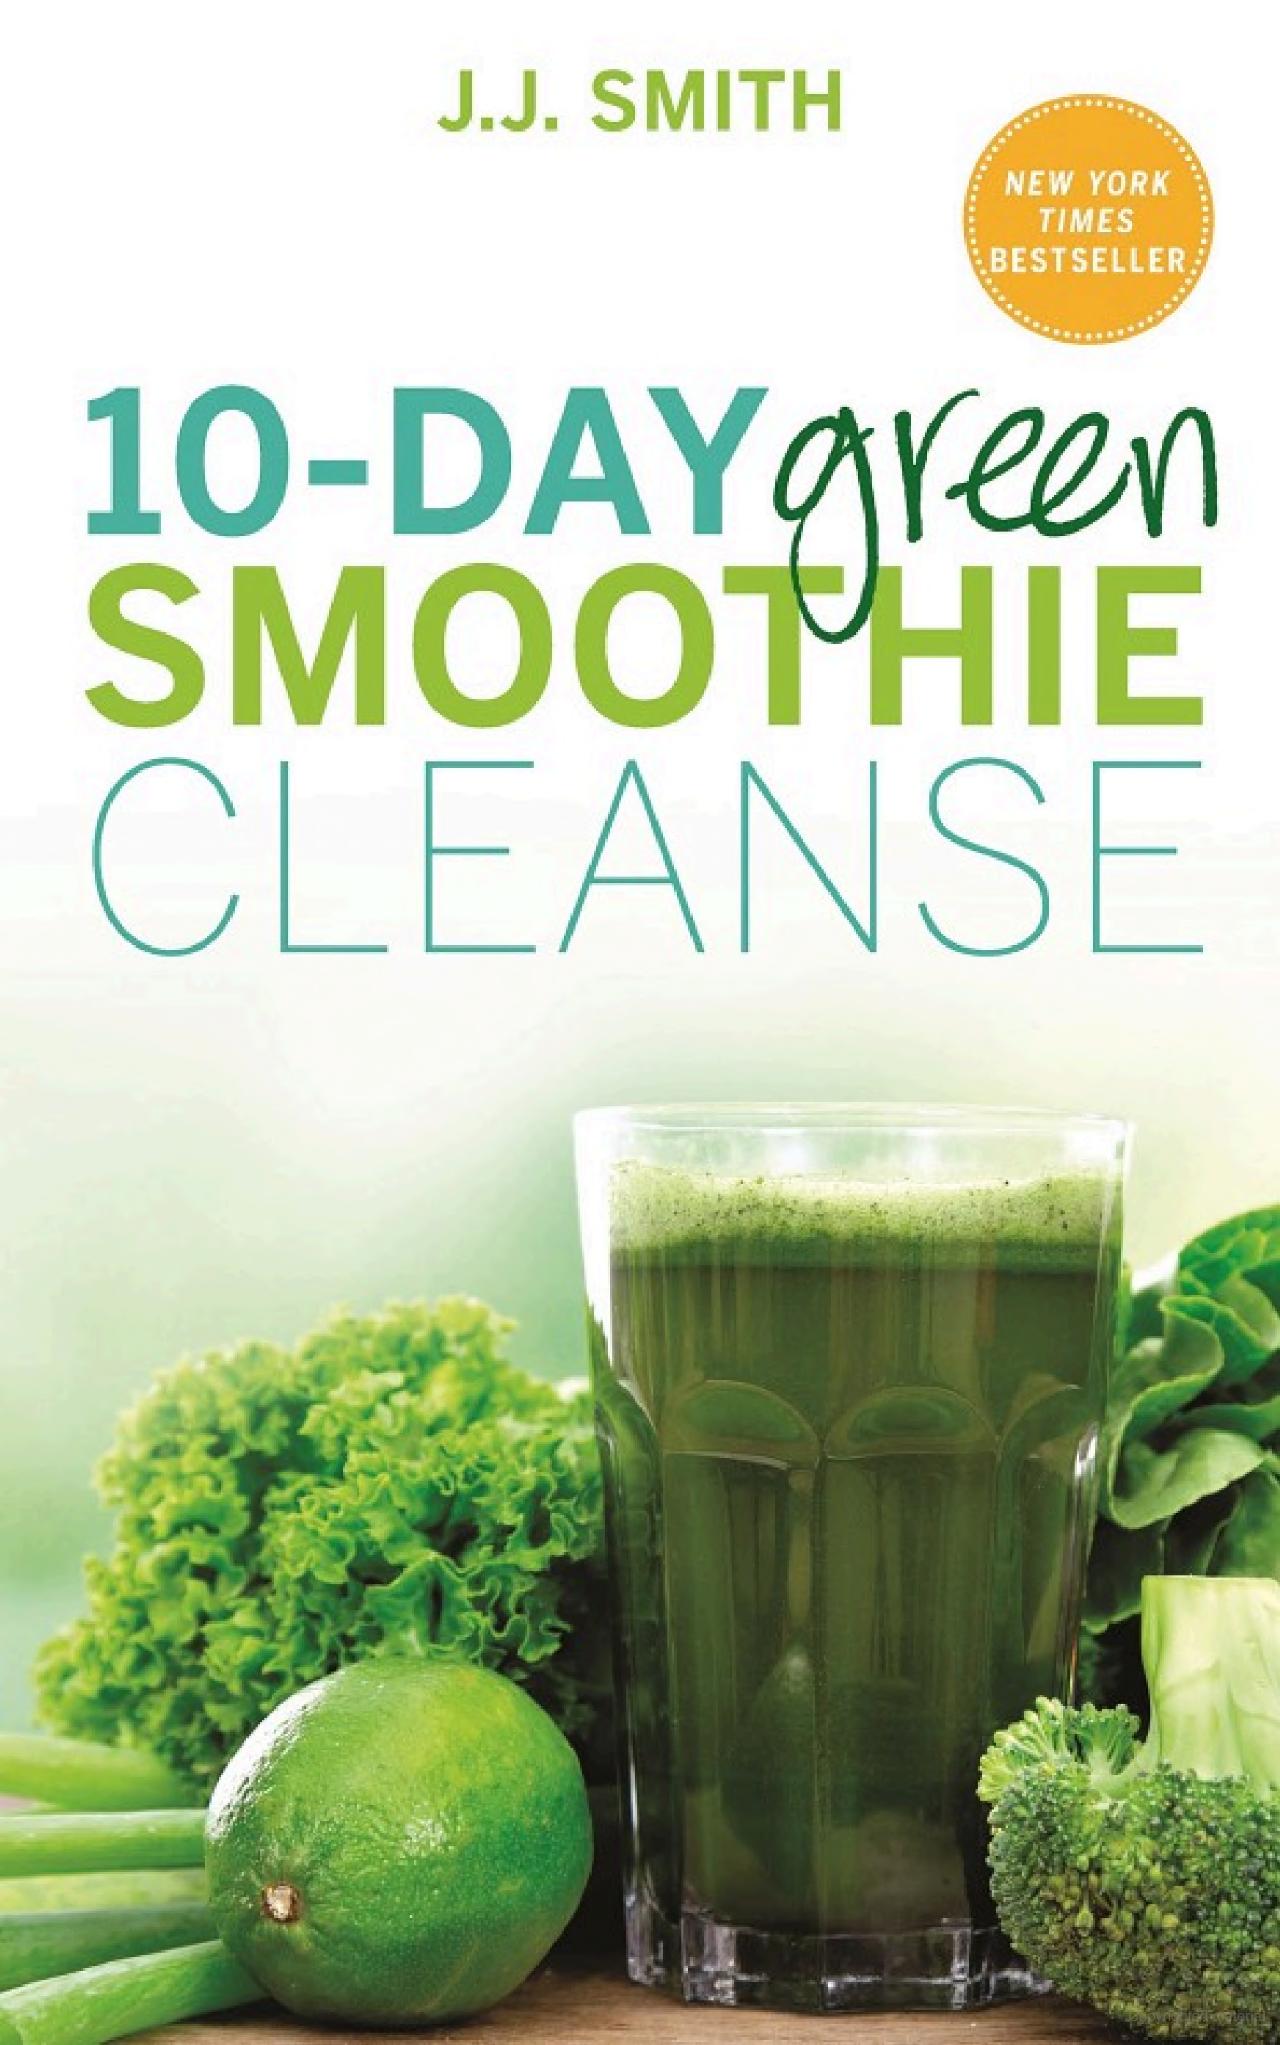 J.J. SMITH
NEW YORK
TIMES
BESTSELLER
10-DAY green
SMOOTHIE
CLEANSE